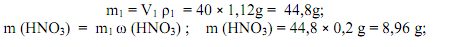 m₁ = V₁ ρ₁ = 40 × 1,12g = 44,8g;
m (HNO₃) = m₁ ω (HNO₃) ; m (HNO₃) = 44,8 × 0,2 g = 8,96 g;